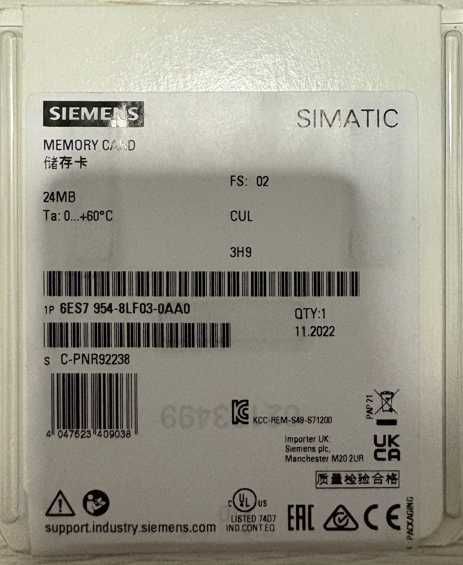 SIEMENS
SIMATIC
MEMORY CARD
储存卡
FS: 02
24MB
Ta: 0...+60°C
CUL
3H9
1P 6ES7 954-8LF03-0AA0
QTY:1
11.2022
S C-PNR92238
4 047623 409038
PAP 21
KCC-REM-S49-S71200
Importer UK:
Siemens plc,
Manchester M20 2UR
UK
CA
质量检验合格
C UL US
LISTED 74D7
IND.CONT.EQ
EAC
CE
PACKAGING
support.industry.siemens.com